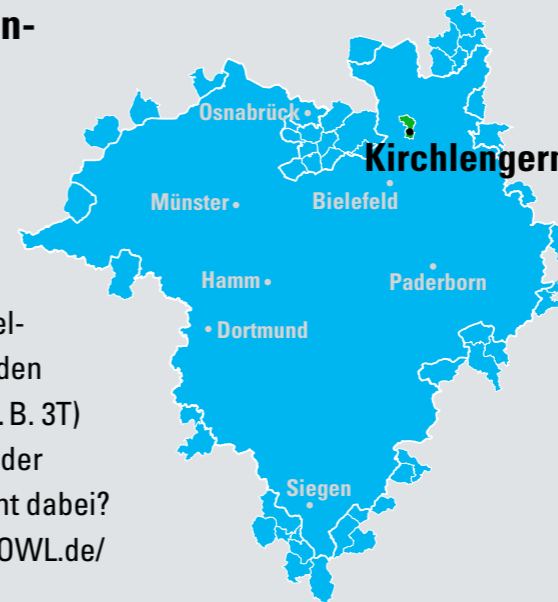 n-
Osnabrück
Kirchlengern
Münster
Bielefeld
Hamm
Paderborn
Dortmund
el-
den
. B. 3T)
der
nt dabei?
Siegen
OWL.de/